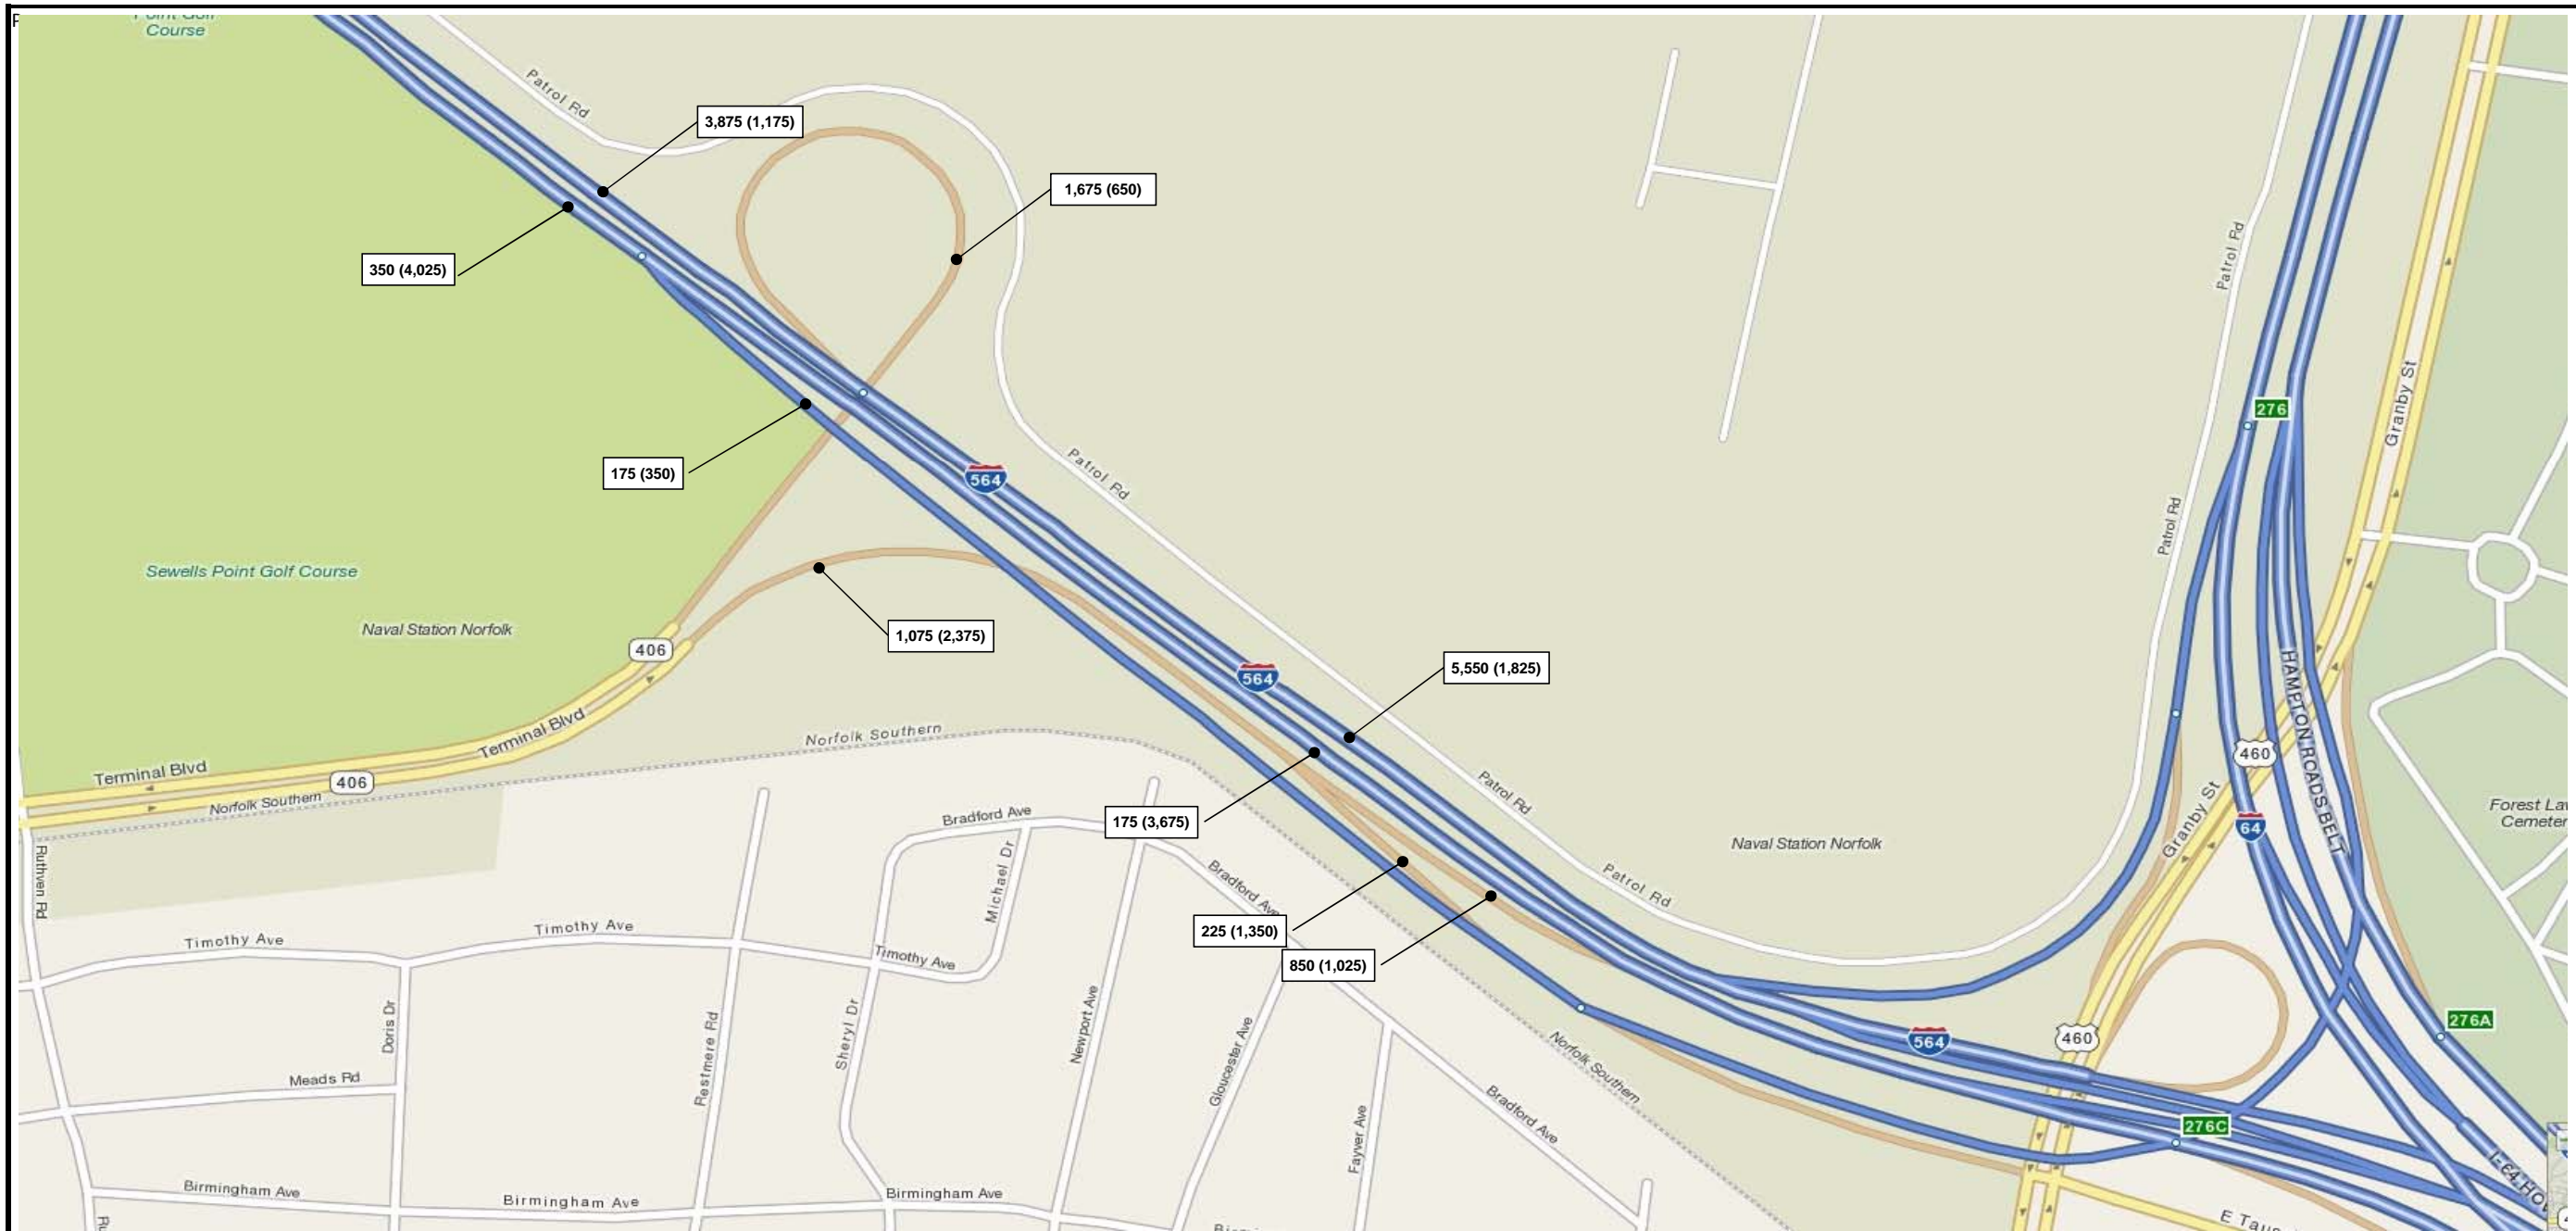 Course
Patrol Rd
3,875 (1,175)
1,675 (650)
350 (4,025)
Patrol Rd
276
Granby St
175 (350)
564
Patrol Rd
Patrol Rd
Sewells Point Golf Course
Naval Station Norfolk
406
1,075 (2,375)
564
5,550 (1,825)
HAMPTON ROADS BELT
460
Terminal Blvd
Norfolk Southern
Terminal Blvd
406
Norfolk Southern
Patrol Rd
Granby St
64
175 (3,675)
Bradford Ave
Naval Station Norfolk
Ruthven Rd
Michael Dr
Bradford Ave
Patrol Rd
225 (1,350)
850 (1,025)
Timothy Ave
Timothy Ave
Timothy Ave
Doris Dr
Restmere Rd
Sheryl Dr
Newport Ave
Gloucester Ave
Norfolk Southern
564
460
276A
Meads Rd
Fayver Ave
Bradford Ave
276C
Birmingham Ave
Birmingham Ave
Birmingham Ave